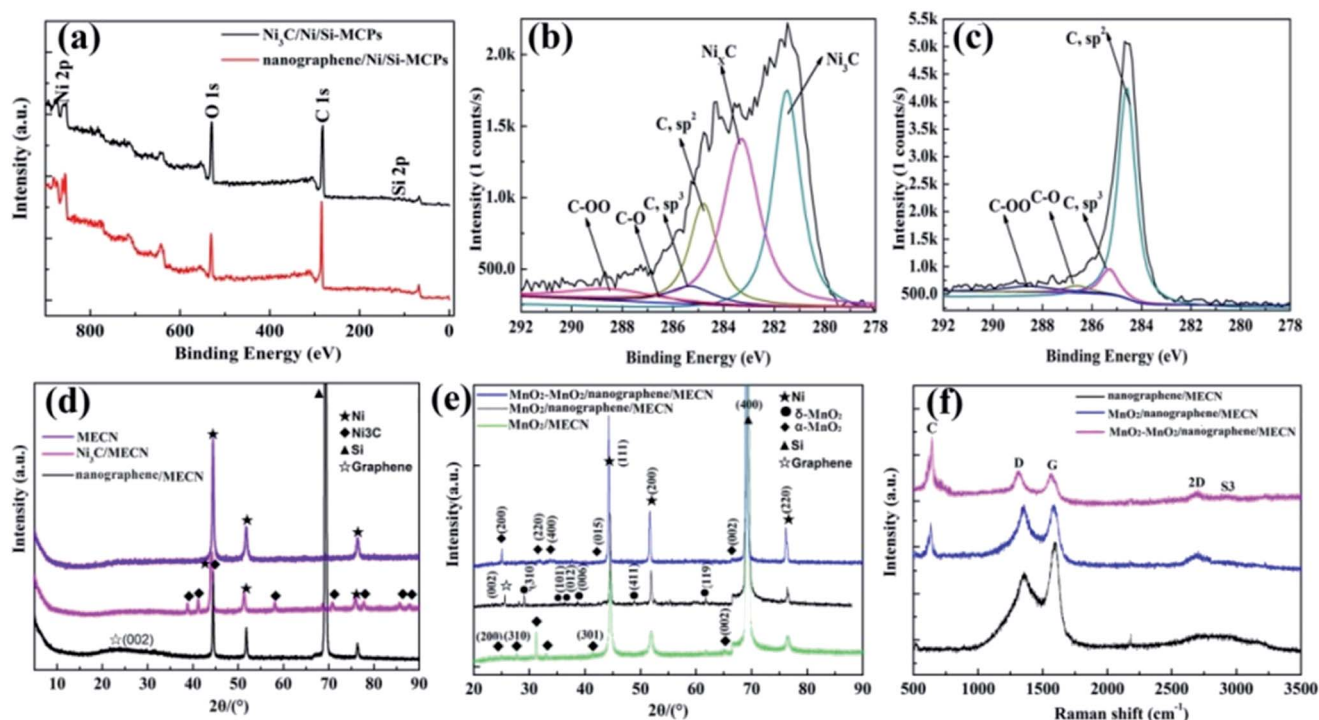 (a)
Ni₃C/Ni/Si-MCPs
nanographene/Ni/Si-MCPs
Ni 2p
O 1s
C 1s
Si 2p
Intensity (a.u.)
800 600 400 200 0
Binding Energy (eV)
(b)
NiₓC
Ni₃C
C, sp²
C, sp³
C-O
C-OO
2.0k
1.5k
1.0k
500.0
Intensity (1 counts/s)
292 290 288 286 284 282 280 278
Binding Energy (eV)
(c)
C, sp²
C-O
C, sp³
C-OO
5.5k
5.0k
4.5k
4.0k
3.5k
3.0k
2.5k
2.0k
1.5k
1.0k
500.0
Intensity (1 counts/s)
292 290 288 286 284 282 280 278
Binding Energy (eV)
(d)
MECN
Ni₃C/MECN
nanographene/MECN
★Ni
◆Ni3C
▲Si
☆Graphene
☆(002)
Intensity (a.u.)
10 20 30 40 50 60 70 80 90
2θ/(°)
(e)
MnO₂-MnO₂/nanographene/MECN
MnO₂/nanographene/MECN
MnO₂/MECN
★Ni
●δ-MnO₂
◆α-MnO₂
▲Si
☆Graphene
(400)
(111)
(200)
(220)
(200)
(220)
(400)
(015)
(002)
(002)
(310)
(101)
(012)
(006)
(411)
(119)
(200)
(310)
(301)
(002)
Intensity(a.u.)
20 30 40 50 60 70 80 90
2θ/(°)
(f)
nanographene/MECN
MnO₂/nanographene/MECN
MnO₂-MnO₂/nanographene/MECN
C
D
G
2D
S3
Intensity(a.u.)
500 1000 1500 2000 2500 3000 3500
Raman shift (cm⁻¹)